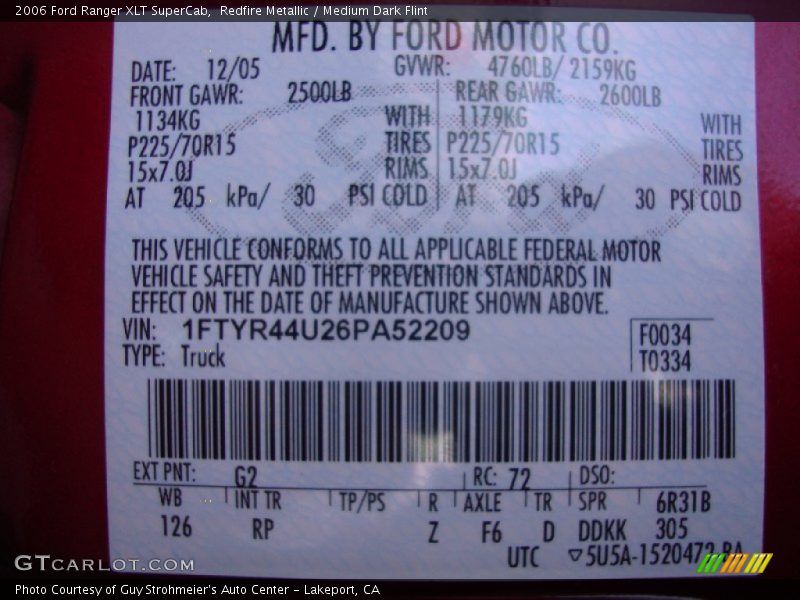 2006 Ford Ranger XLT SuperCab, Redfire Metallic / Medium Dark Flint
MFD. BY FORD MOTOR CO.
DATE: 12/05 GVWR: 4760LB/ 2159KG
FRONT GAWR: 2500LB REAR GAWR: 2600LB
1134KG WITH 1179KG WITH
P225/70R15 TIRES P225/70R15 TIRES
15x7.0J RIMS 15x7.0J RIMS
AT 205 kPa/ 30 PSI COLD AT 205 kPa/ 30 PSI COLD
Ford
THIS VEHICLE CONFORMS TO ALL APPLICABLE FEDERAL MOTOR
VEHICLE SAFETY AND THEFT PREVENTION STANDARDS IN
EFFECT ON THE DATE OF MANUFACTURE SHOWN ABOVE.
VIN: 1FTYR44U26PA52209 F0034
TYPE: Truck T0334
EXT PNT: G2 RC: 72 DSO:
WB INT TR TP/PS R AXLE TR SPR 6R31B
126 RP Z F6 D DDKK 305
UTC ▽5U5A-1520472
GTCARLOT.COM
Photo Courtesy of Guy Strohmeier's Auto Center – Lakeport, CA